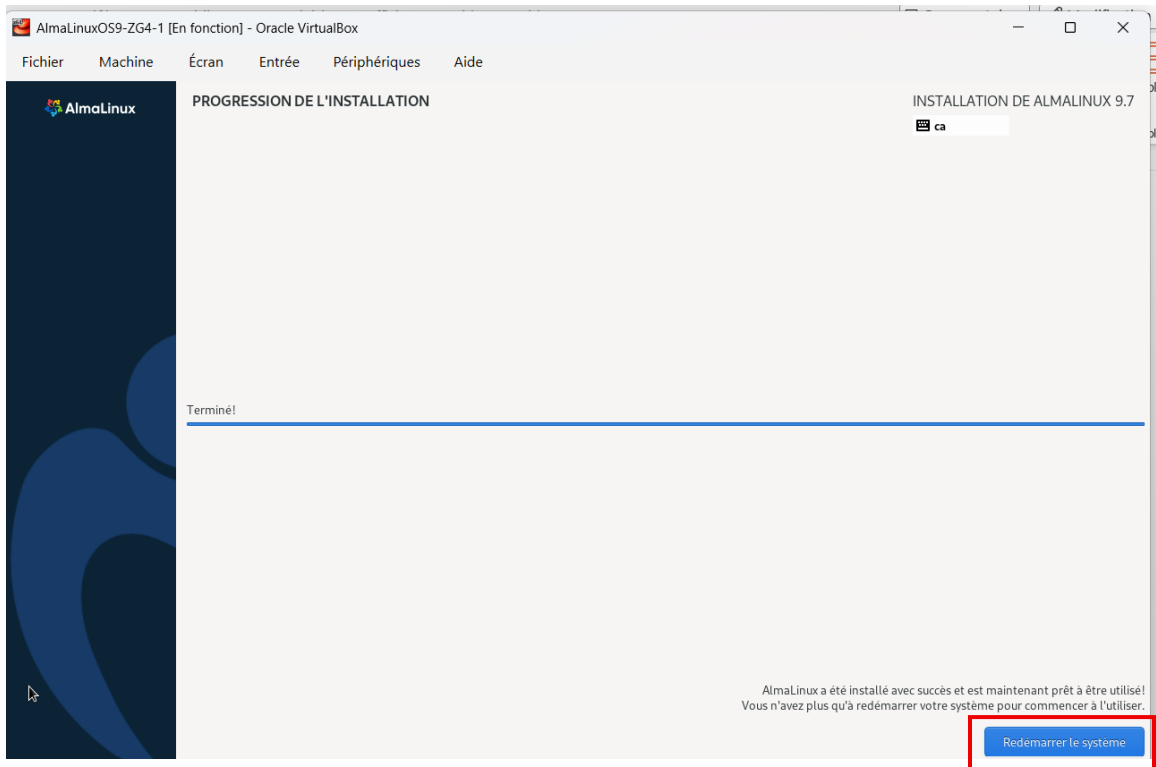 AlmaLinuxOS9-ZG4-1 [En fonction] - Oracle VirtualBox
Fichier Machine Écran Entrée Périphériques Aide
AlmaLinux
PROGRESSION DE L'INSTALLATION
INSTALLATION DE ALMALINUX 9.7
ca
Terminé!
AlmaLinux a été installé avec succès et est maintenant prêt à être utilisé!
Vous n'avez plus qu'à redémarrer votre système pour commencer à l'utiliser.
Redémarrer le système